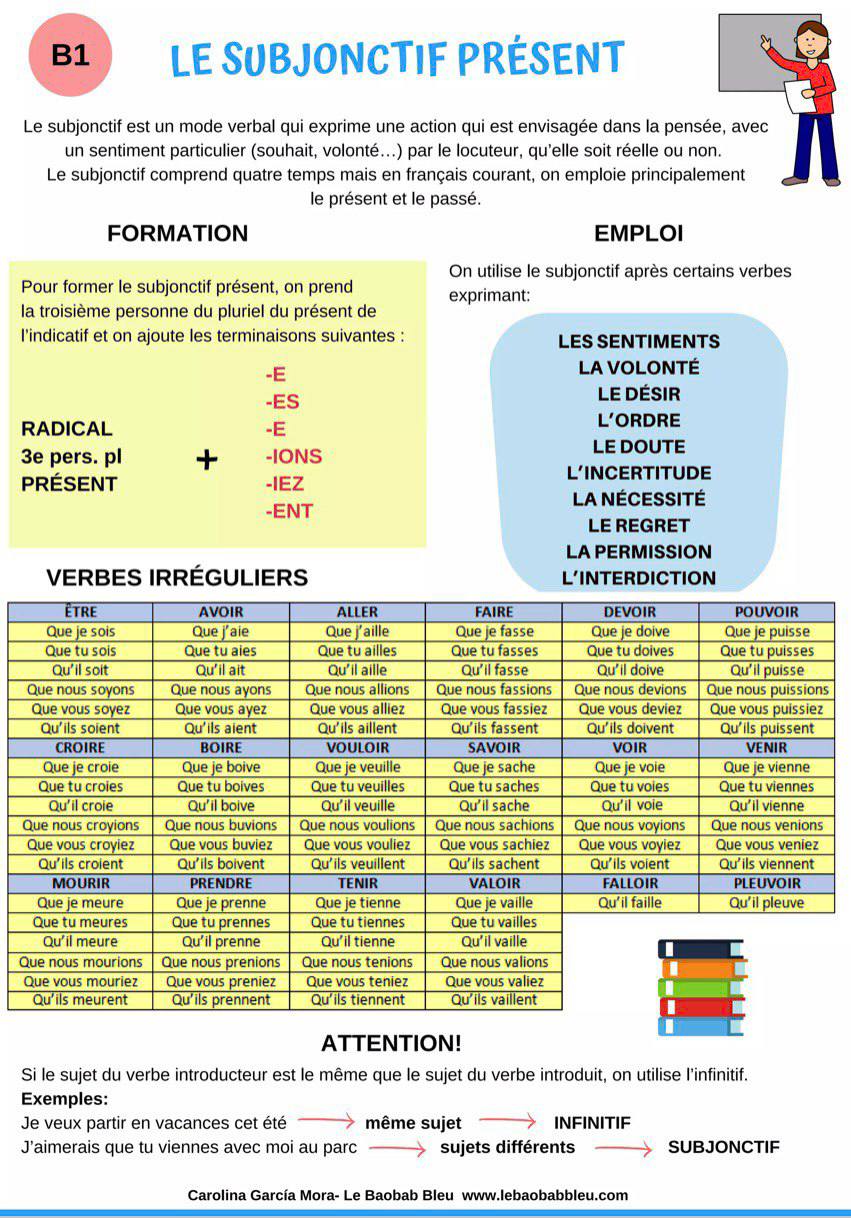 B1
LE SUBJONCTIF PRÉSENT
Le subjonctif est un mode verbal qui exprime une action qui est envisagée dans la pensée, avec
un sentiment particulier (souhait, volonté…) par le locuteur, qu’elle soit réelle ou non.
Le subjonctif comprend quatre temps mais en français courant, on emploie principalement
le présent et le passé.
FORMATION
Pour former le subjonctif présent, on prend
la troisième personne du pluriel du présent de
l’indicatif et on ajoute les terminaisons suivantes :
RADICAL
3e pers. pl
PRÉSENT
+
-E
-ES
-E
-IONS
-IEZ
-ENT
EMPLOI
On utilise le subjonctif après certains verbes
exprimant:
LES SENTIMENTS
LA VOLONTÉ
LE DÉSIR
L’ORDRE
LE DOUTE
L’INCERTITUDE
LA NÉCESSITÉ
LE REGRET
LA PERMISSION
L’INTERDICTION
VERBES IRRÉGULIERS
ÊTRE AVOIR ALLER FAIRE DEVOIR POUVOIR
Que je sois Que j’aie Que j’aille Que je fasse Que je doive Que je puisse
Que tu sois Que tu aies Que tu ailles Que tu fasses Que tu doives Que tu puisses
Qu’il soit Qu’il ait Qu’il aille Qu’il fasse Qu’il doive Qu’il puisse
Que nous soyons Que nous ayons Que nous allions Que nous fassions Que nous devions Que nous puissions
Que vous soyez Que vous ayez Que vous alliez Que vous fassiez Que vous deviez Que vous puissiez
Qu’ils soient Qu’ils aient Qu’ils aillent Qu’ils fassent Qu’ils doivent Qu’ils puissent
CROIRE BOIRE VOULOIR SAVOIR VOIR VENIR
Que je croie Que je boive Que je veuille Que je sache Que je voie Que je vienne
Que tu croies Que tu boives Que tu veuilles Que tu saches Que tu voies Que tu viennes
Qu’il croie Qu’il boive Qu’il veuille Qu’il sache Qu’il voie Qu’il vienne
Que nous croyions Que nous buvions Que nous voulions Que nous sachions Que nous voyions Que nous venions
Que vous croyiez Que vous buviez Que vous vouliez Que vous sachiez Que vous voyiez Que vous veniez
Qu’ils croient Qu’ils boivent Qu’ils veuillent Qu’ils sachent Qu’ils voient Qu’ils viennent
MOURIR PRENDRE TENIR VALOIR FALLOIR PLEUVOIR
Que je meure Que je prenne Que je tienne Que je vaille Qu’il faille Qu’il pleuve
Que tu meures Que tu prennes Que tu tiennes Que tu vailles
Qu’il meure Qu’il prenne Qu’il tienne Qu’il vaille
Que nous mourions Que nous prenions Que nous tenions Que nous valions
Que vous mouriez Que vous preniez Que vous teniez Que vous valiez
Qu’ils meurent Qu’ils prennent Qu’ils tiennent Qu’ils vaillent
ATTENTION!
Si le sujet du verbe introducteur est le même que le sujet du verbe introduit, on utilise l’infinitif.
Exemples:
Je veux partir en vacances cet été même sujet INFINITIF
J’aimerais que tu viennes avec moi au parc sujets différents SUBJONCTIF
Carolina García Mora- Le Baobab Bleu www.lebaobabbleu.com